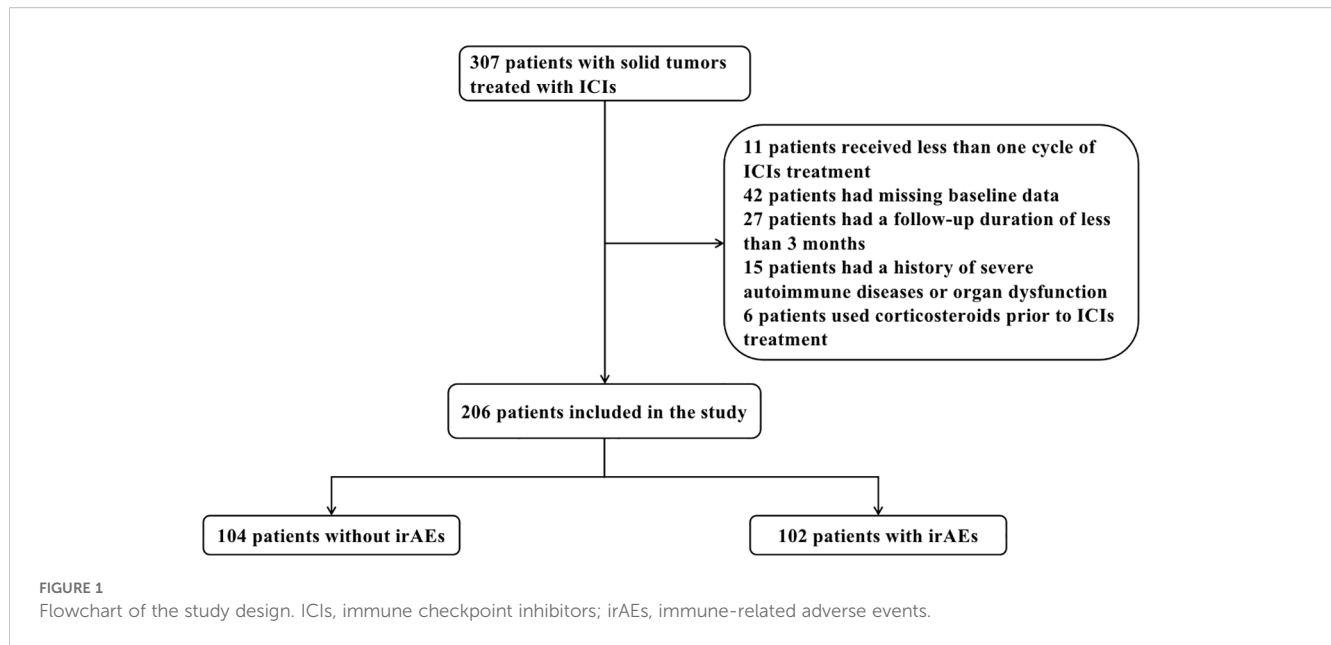 307 patients with solid tumors
treated with ICIs
11 patients received less than one cycle of
ICIs treatment
42 patients had missing baseline data
27 patients had a follow-up duration of less
than 3 months
15 patients had a history of severe
autoimmune diseases or organ dysfunction
6 patients used corticosteroids prior to ICIs
treatment
206 patients included in the study
104 patients without irAEs
102 patients with irAEs
FIGURE 1
Flowchart of the study design. ICIs, immune checkpoint inhibitors; irAEs, immune-related adverse events.